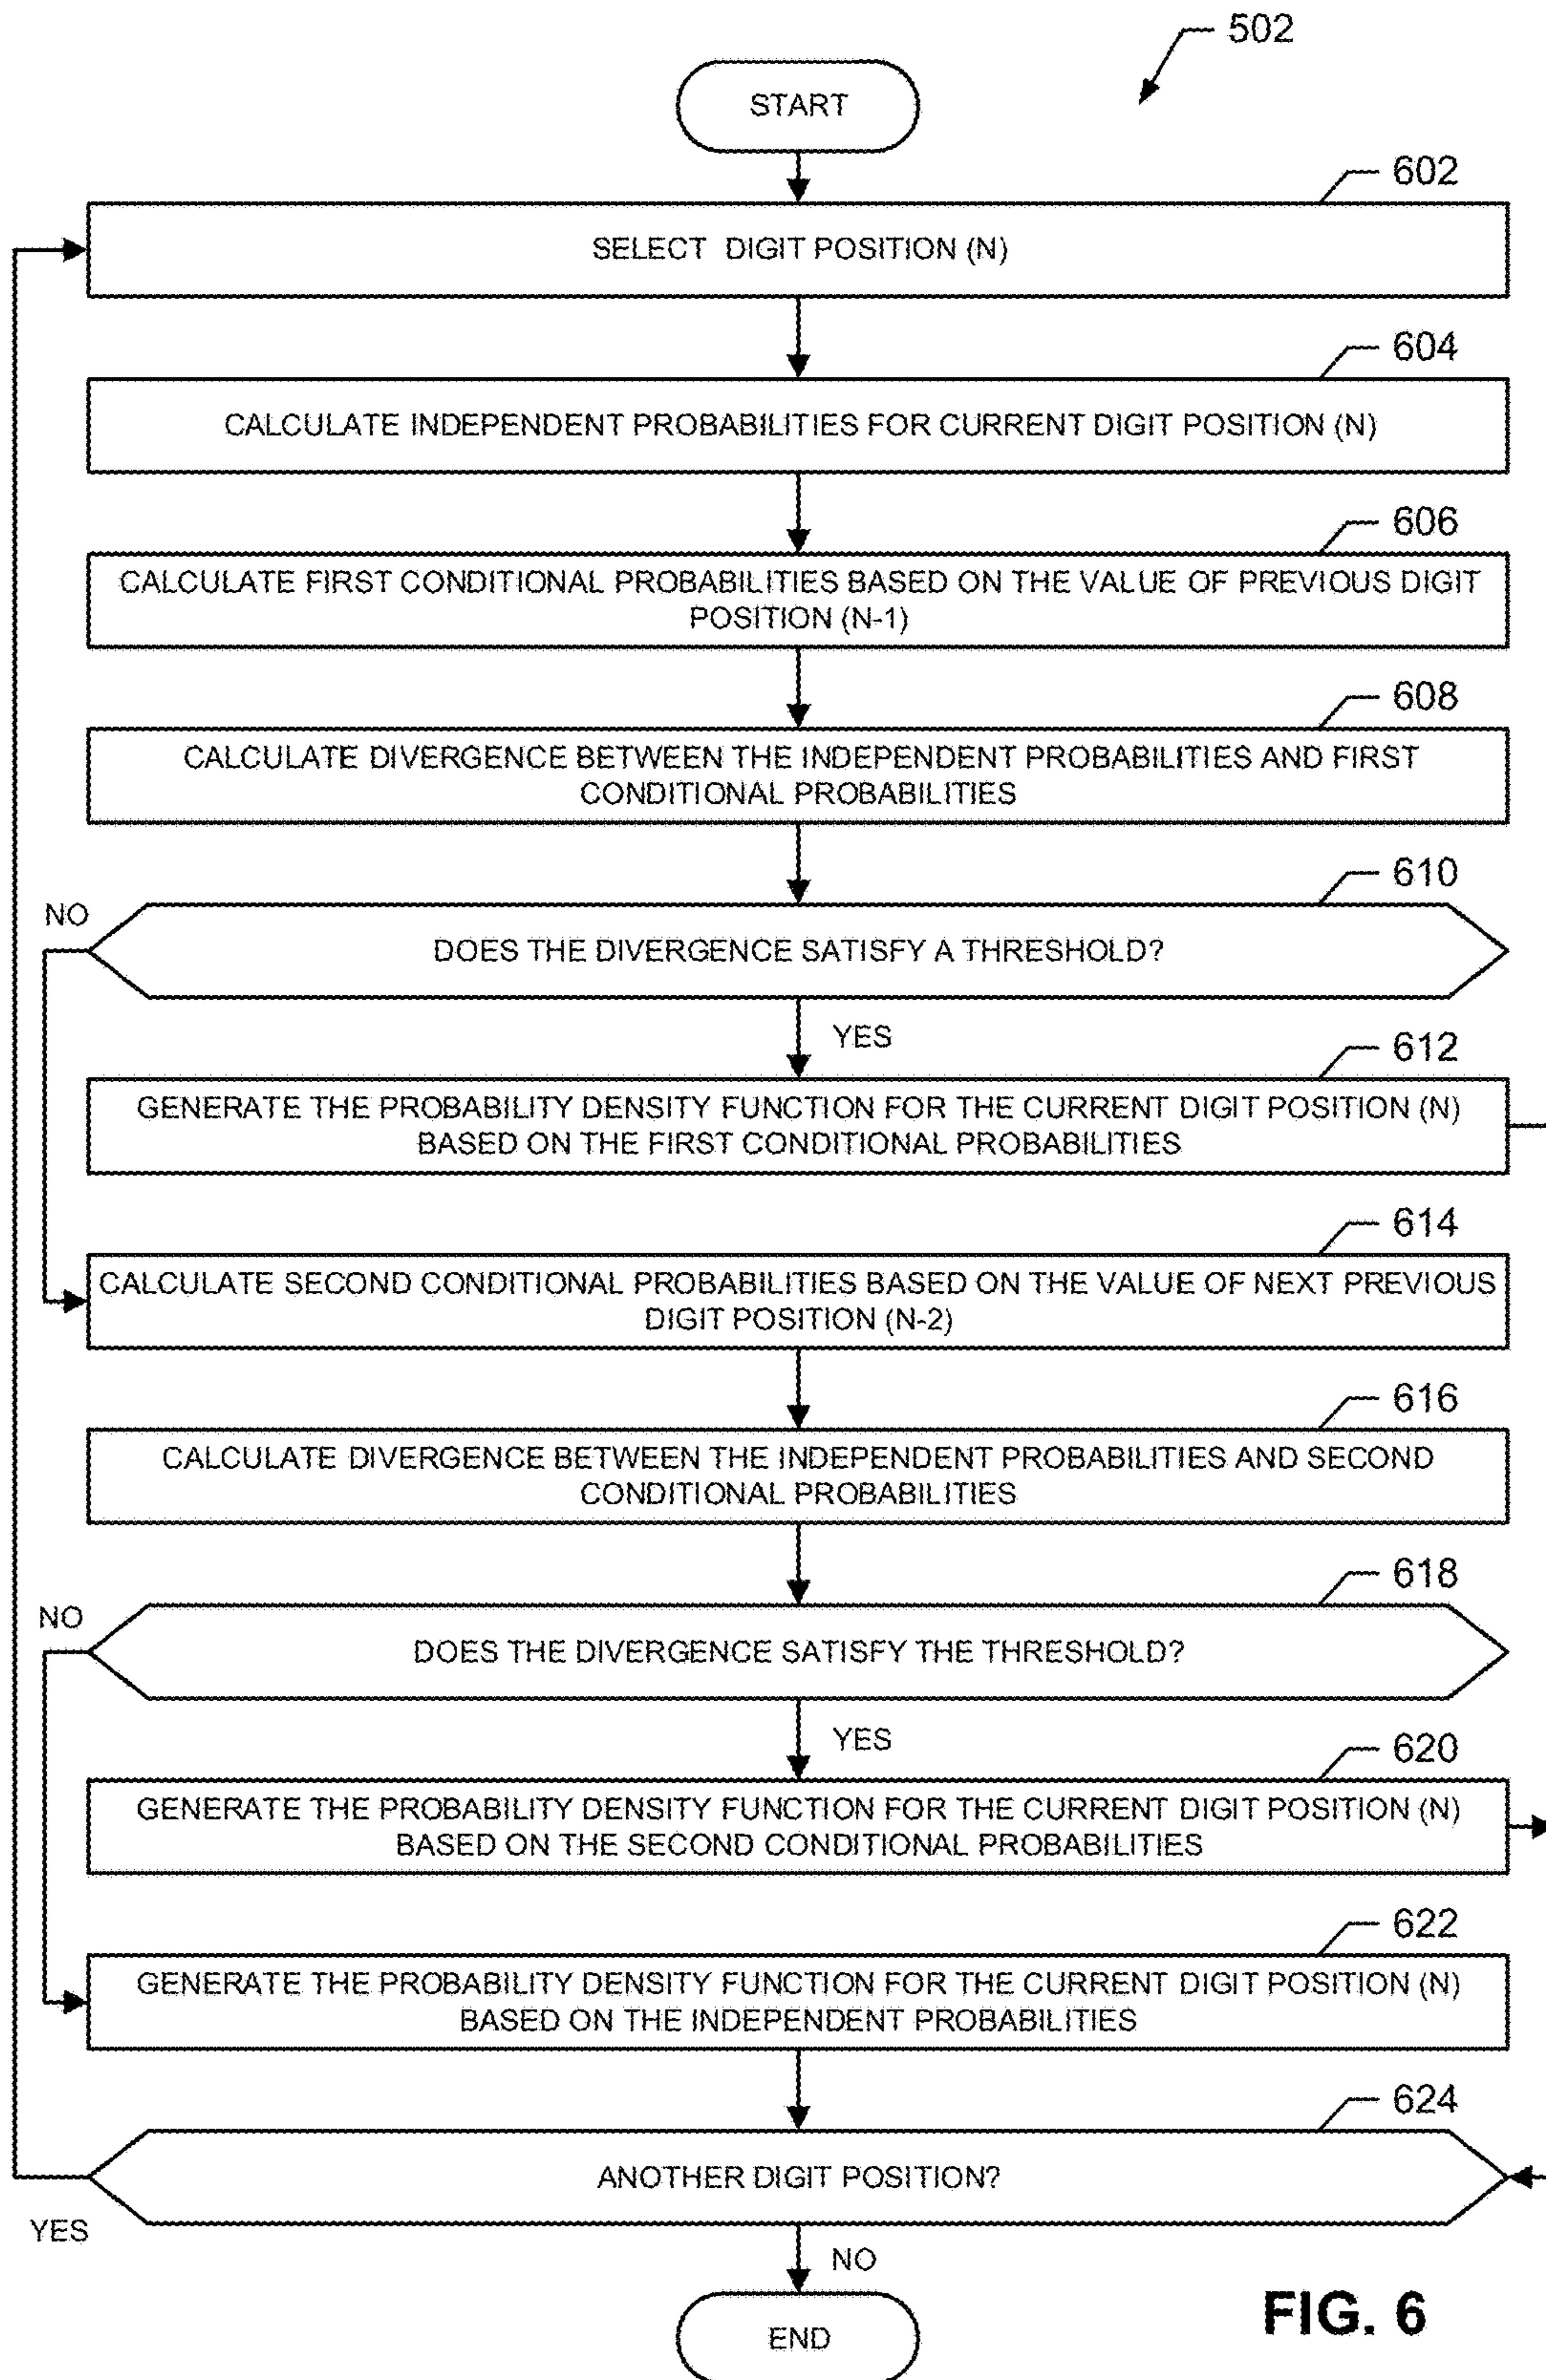 502
START
602
SELECT DIGIT POSITION (N)
604
CALCULATE INDEPENDENT PROBABILITIES FOR CURRENT DIGIT POSITION (N)
606
CALCULATE FIRST CONDITIONAL PROBABILITIES BASED ON THE VALUE OF PREVIOUS DIGIT
POSITION (N-1)
608
CALCULATE DIVERGENCE BETWEEN THE INDEPENDENT PROBABILITIES AND FIRST
CONDITIONAL PROBABILITIES
610
NO
DOES THE DIVERGENCE SATISFY A THRESHOLD?
YES
612
GENERATE THE PROBABILITY DENSITY FUNCTION FOR THE CURRENT DIGIT POSITION (N)
BASED ON THE FIRST CONDITIONAL PROBABILITIES
614
CALCULATE SECOND CONDITIONAL PROBABILITIES BASED ON THE VALUE OF NEXT PREVIOUS
DIGIT POSITION (N-2)
616
CALCULATE DIVERGENCE BETWEEN THE INDEPENDENT PROBABILITIES AND SECOND
CONDITIONAL PROBABILITIES
618
NO
DOES THE DIVERGENCE SATISFY THE THRESHOLD?
YES
620
GENERATE THE PROBABILITY DENSITY FUNCTION FOR THE CURRENT DIGIT POSITION (N)
BASED ON THE SECOND CONDITIONAL PROBABILITIES
622
GENERATE THE PROBABILITY DENSITY FUNCTION FOR THE CURRENT DIGIT POSITION (N)
BASED ON THE INDEPENDENT PROBABILITIES
624
ANOTHER DIGIT POSITION?
YES
NO
END
FIG. 6